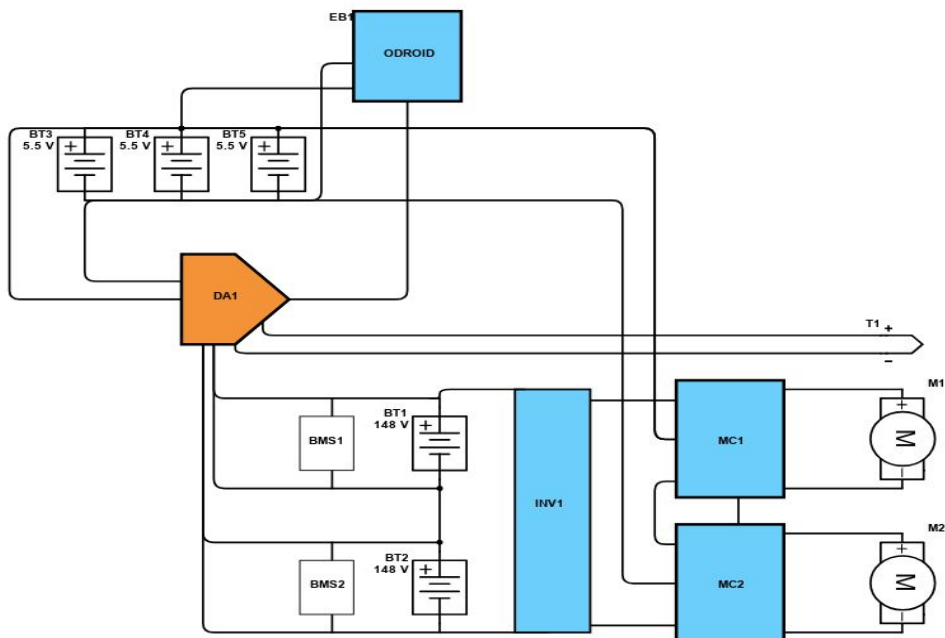 EB1
ODROID
BT3
5.5 V
BT4
5.5 V
BT5
5.5 V
DA1
T1
+
−
BT1
148 V
BMS1
INV1
MC1
M1
M
BT2
148 V
BMS2
MC2
M2
M